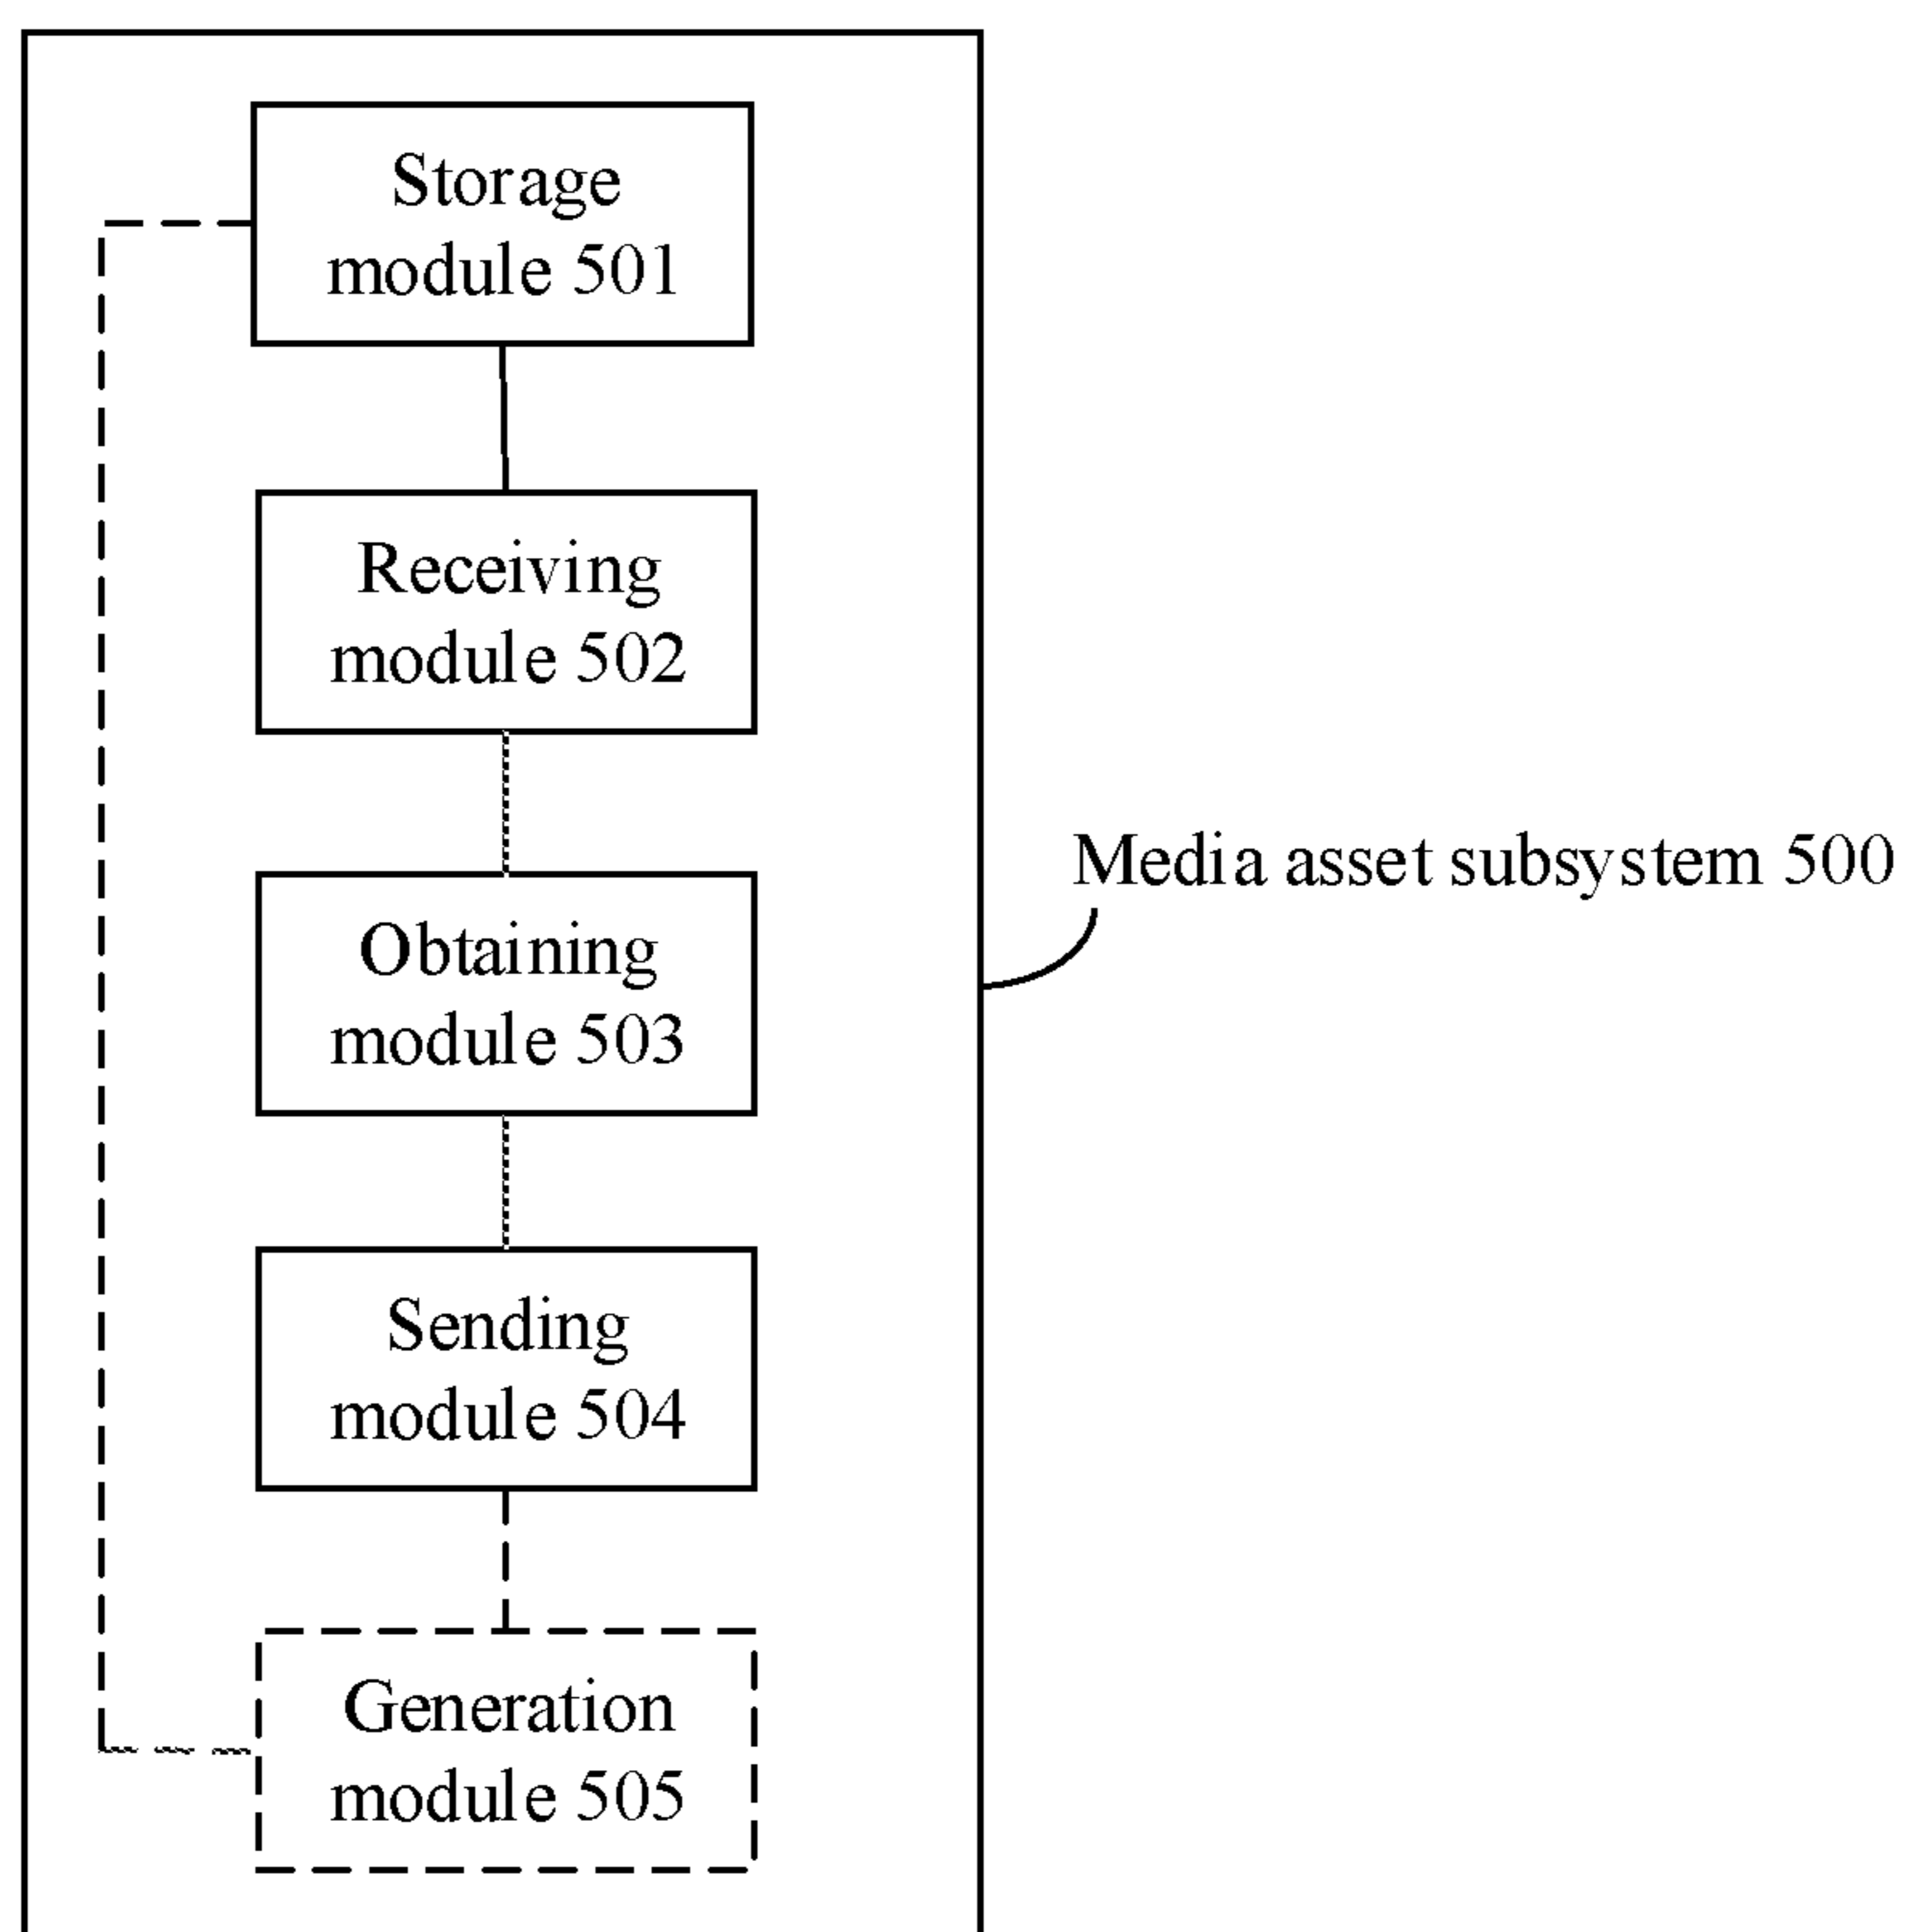 Storage
module 501
Receiving
module 502
Obtaining
module 503
Media asset subsystem 500
Sending
module 504
Generation
module 505